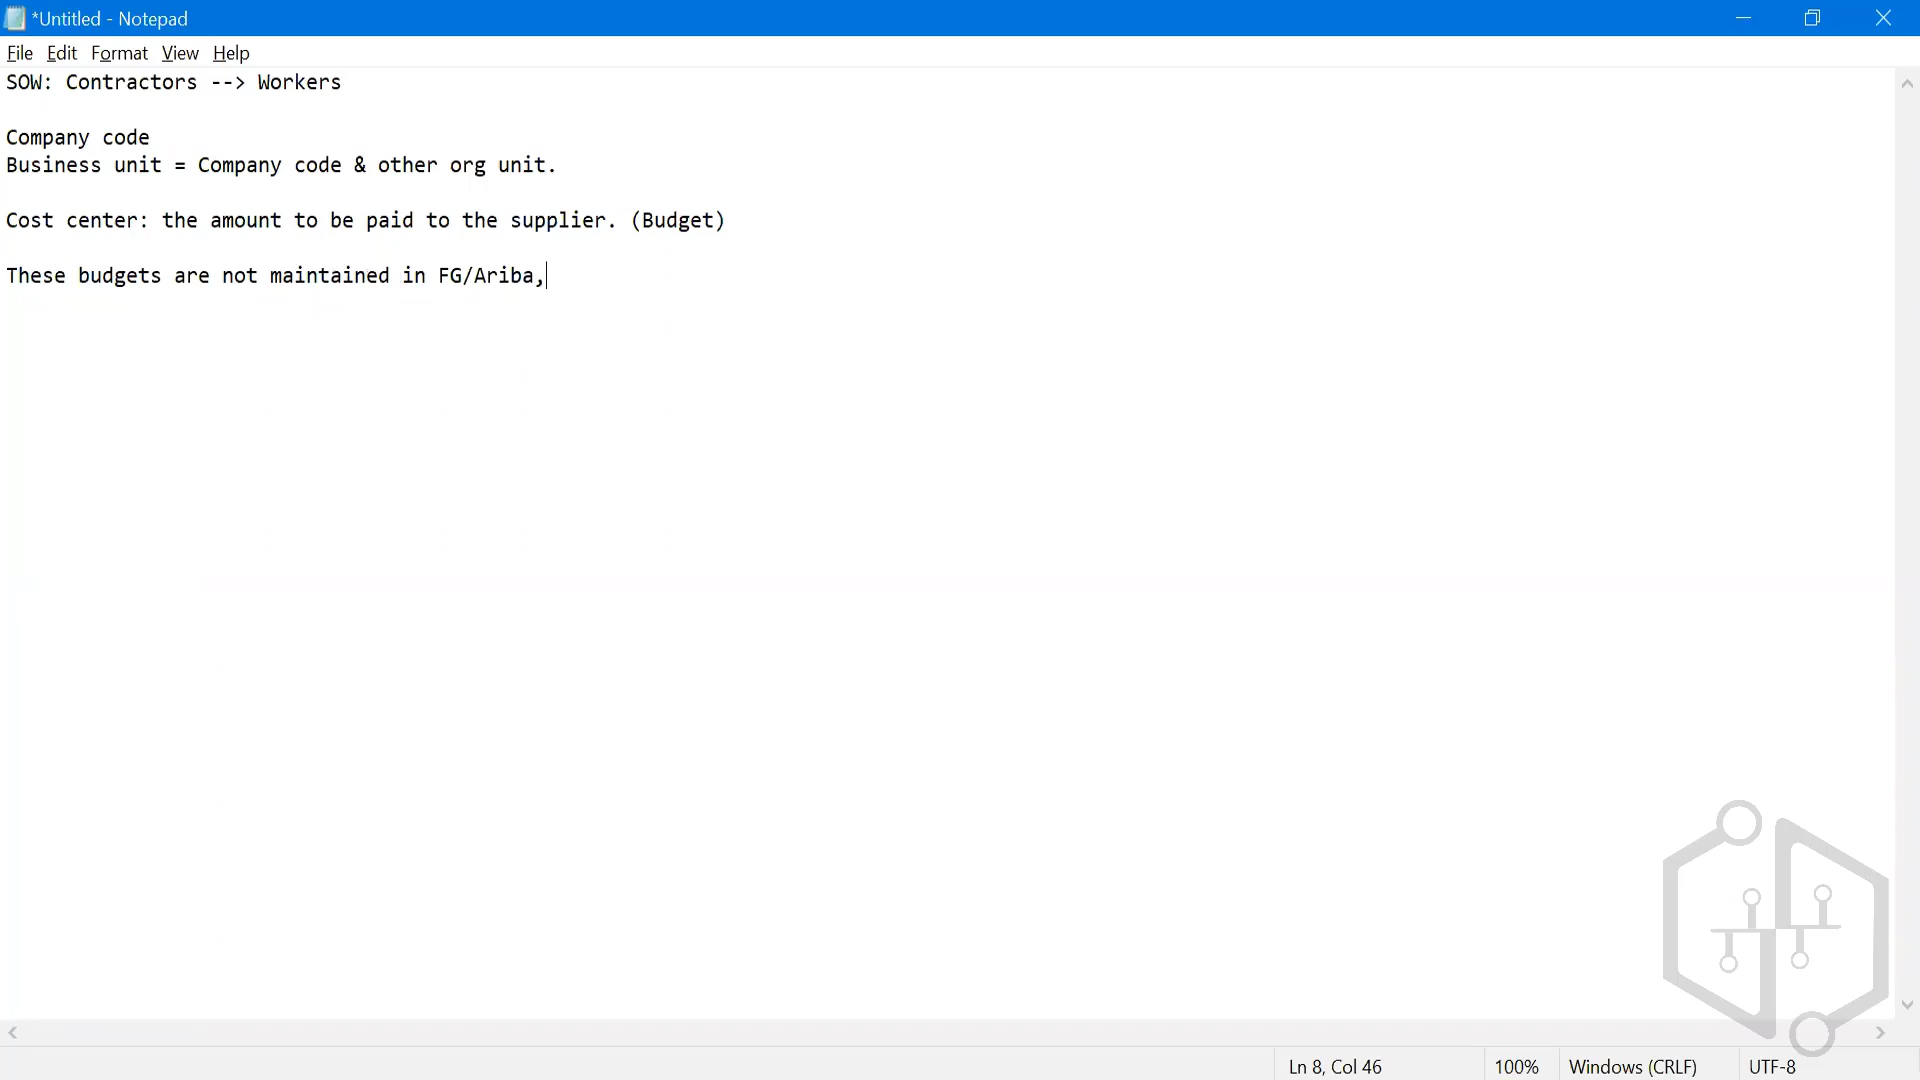 *Untitled - Notepad
File Edit Format View Help
SOW: Contractors --> Workers
Company code
Business unit = Company code & other org unit.
Cost center: the amount to be paid to the supplier. (Budget)
These budgets are not maintained in FG/Ariba,
Ln 8, Col 46 100% Windows (CRLF) UTF-8